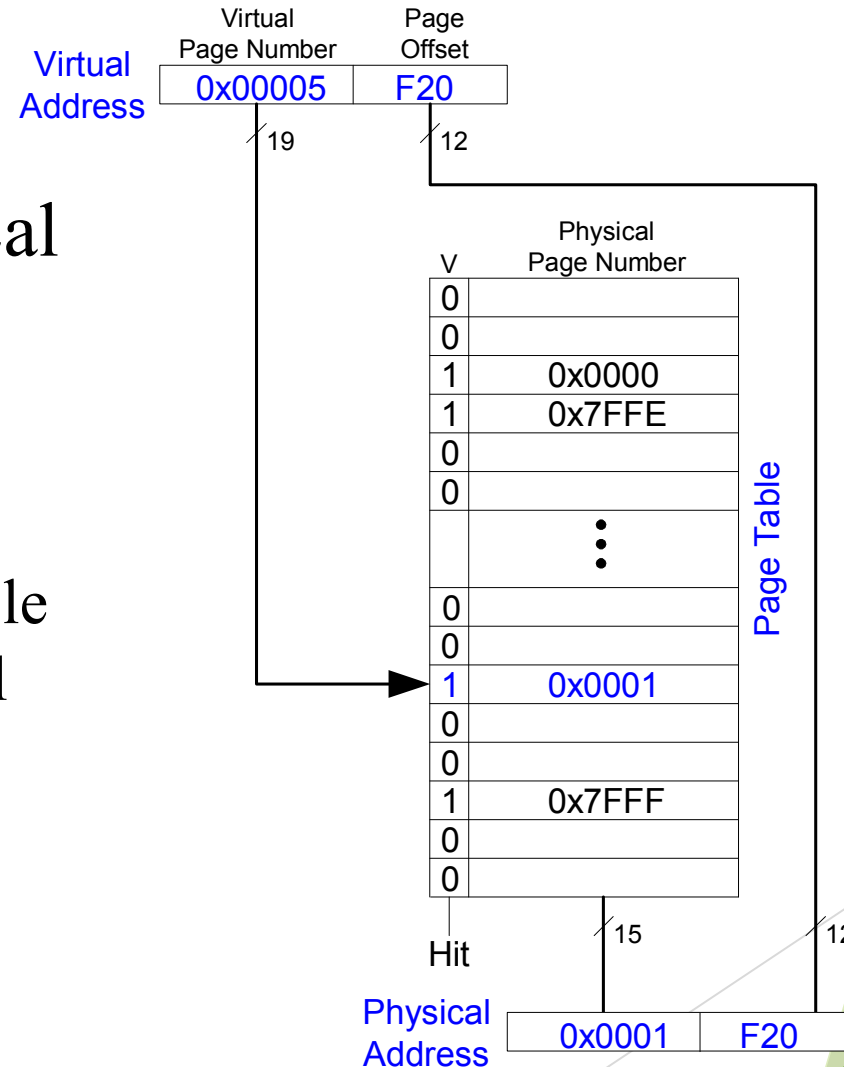 Virtual
Page Number
Page
Offset
Virtual
Address
0x00005
F20
19
12
Physical
Page Number
V
0
0
1 0x0000
1 0x7FFE
0
0
Page Table
0
0
1 0x0001
0
0
1 0x7FFF
0
0
Hit
15
Physical
Address
0x0001
F20